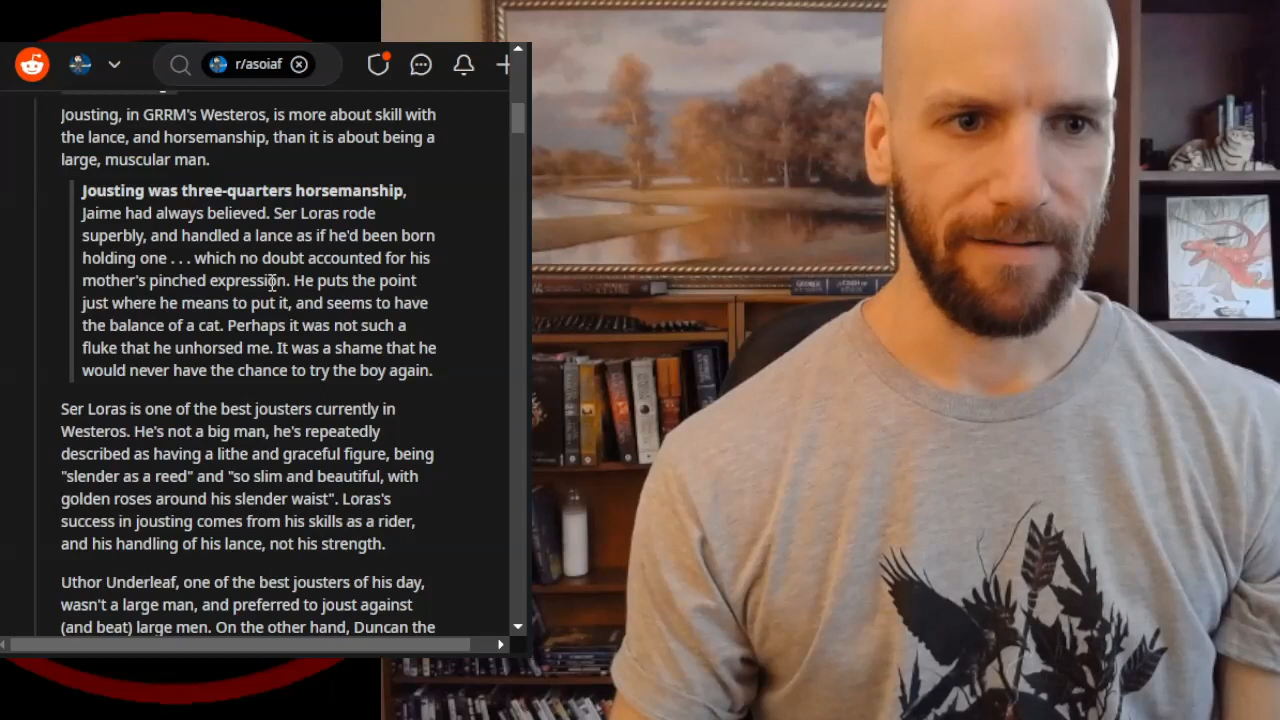 r/asoiaf
Jousting, in GRRM's Westeros, is more about skill with
the lance, and horsemanship, than it is about being a
large, muscular man.
Jousting was three-quarters horsemanship,
Jaime had always believed. Ser Loras rode
superbly, and handled a lance as if he'd been born
holding one . . . which no doubt accounted for his
mother's pinched expression. He puts the point
just where he means to put it, and seems to have
the balance of a cat. Perhaps it was not such a
fluke that he unhorsed me. It was a shame that he
would never have the chance to try the boy again.
Ser Loras is one of the best jousters currently in
Westeros. He's not a big man, he's repeatedly
described as having a lithe and graceful figure, being
"slender as a reed" and "so slim and beautiful, with
golden roses around his slender waist". Loras's
success in jousting comes from his skills as a rider,
and his handling of his lance, not his strength.
Uthor Underleaf, one of the best jousters of his day,
wasn't a large man, and preferred to joust against
(and beat) large men. On the other hand, Duncan the